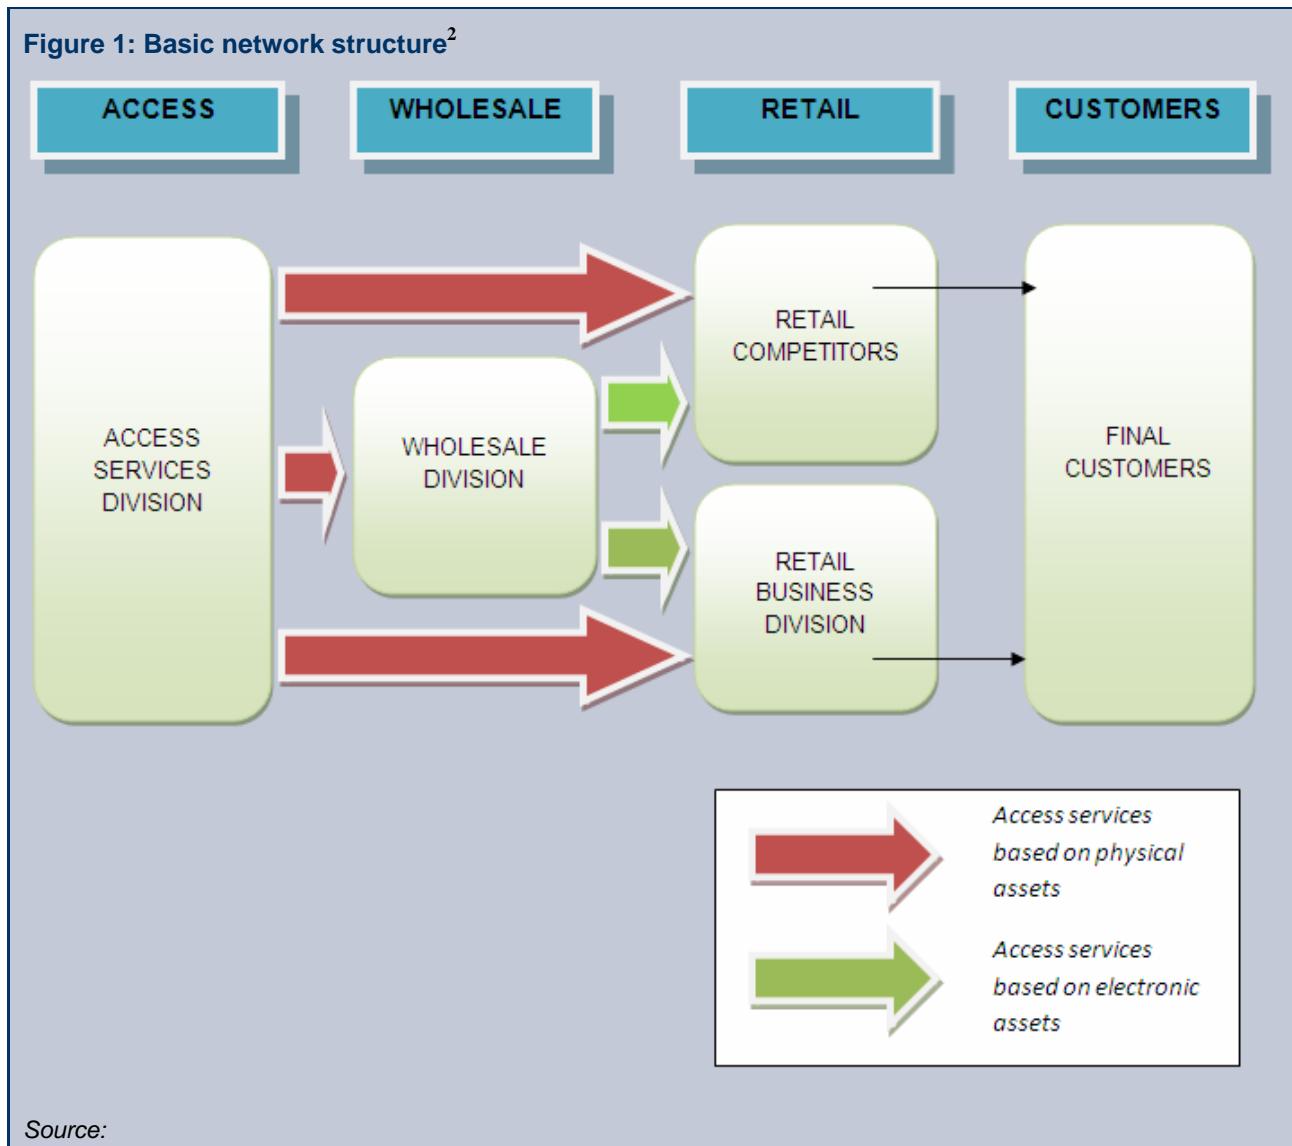 Figure 1: Basic network structure2
ACCESS
WHOLESALE
RETAIL
CUSTOMERS
ACCESS
SERVICES
DIVISION
WHOLESALE
DIVISION
RETAIL
COMPETITORS
RETAIL
BUSINESS
DIVISION
FINAL
CUSTOMERS
Access services
based on physical
assets
Access services
based on electronic
assets
Source: